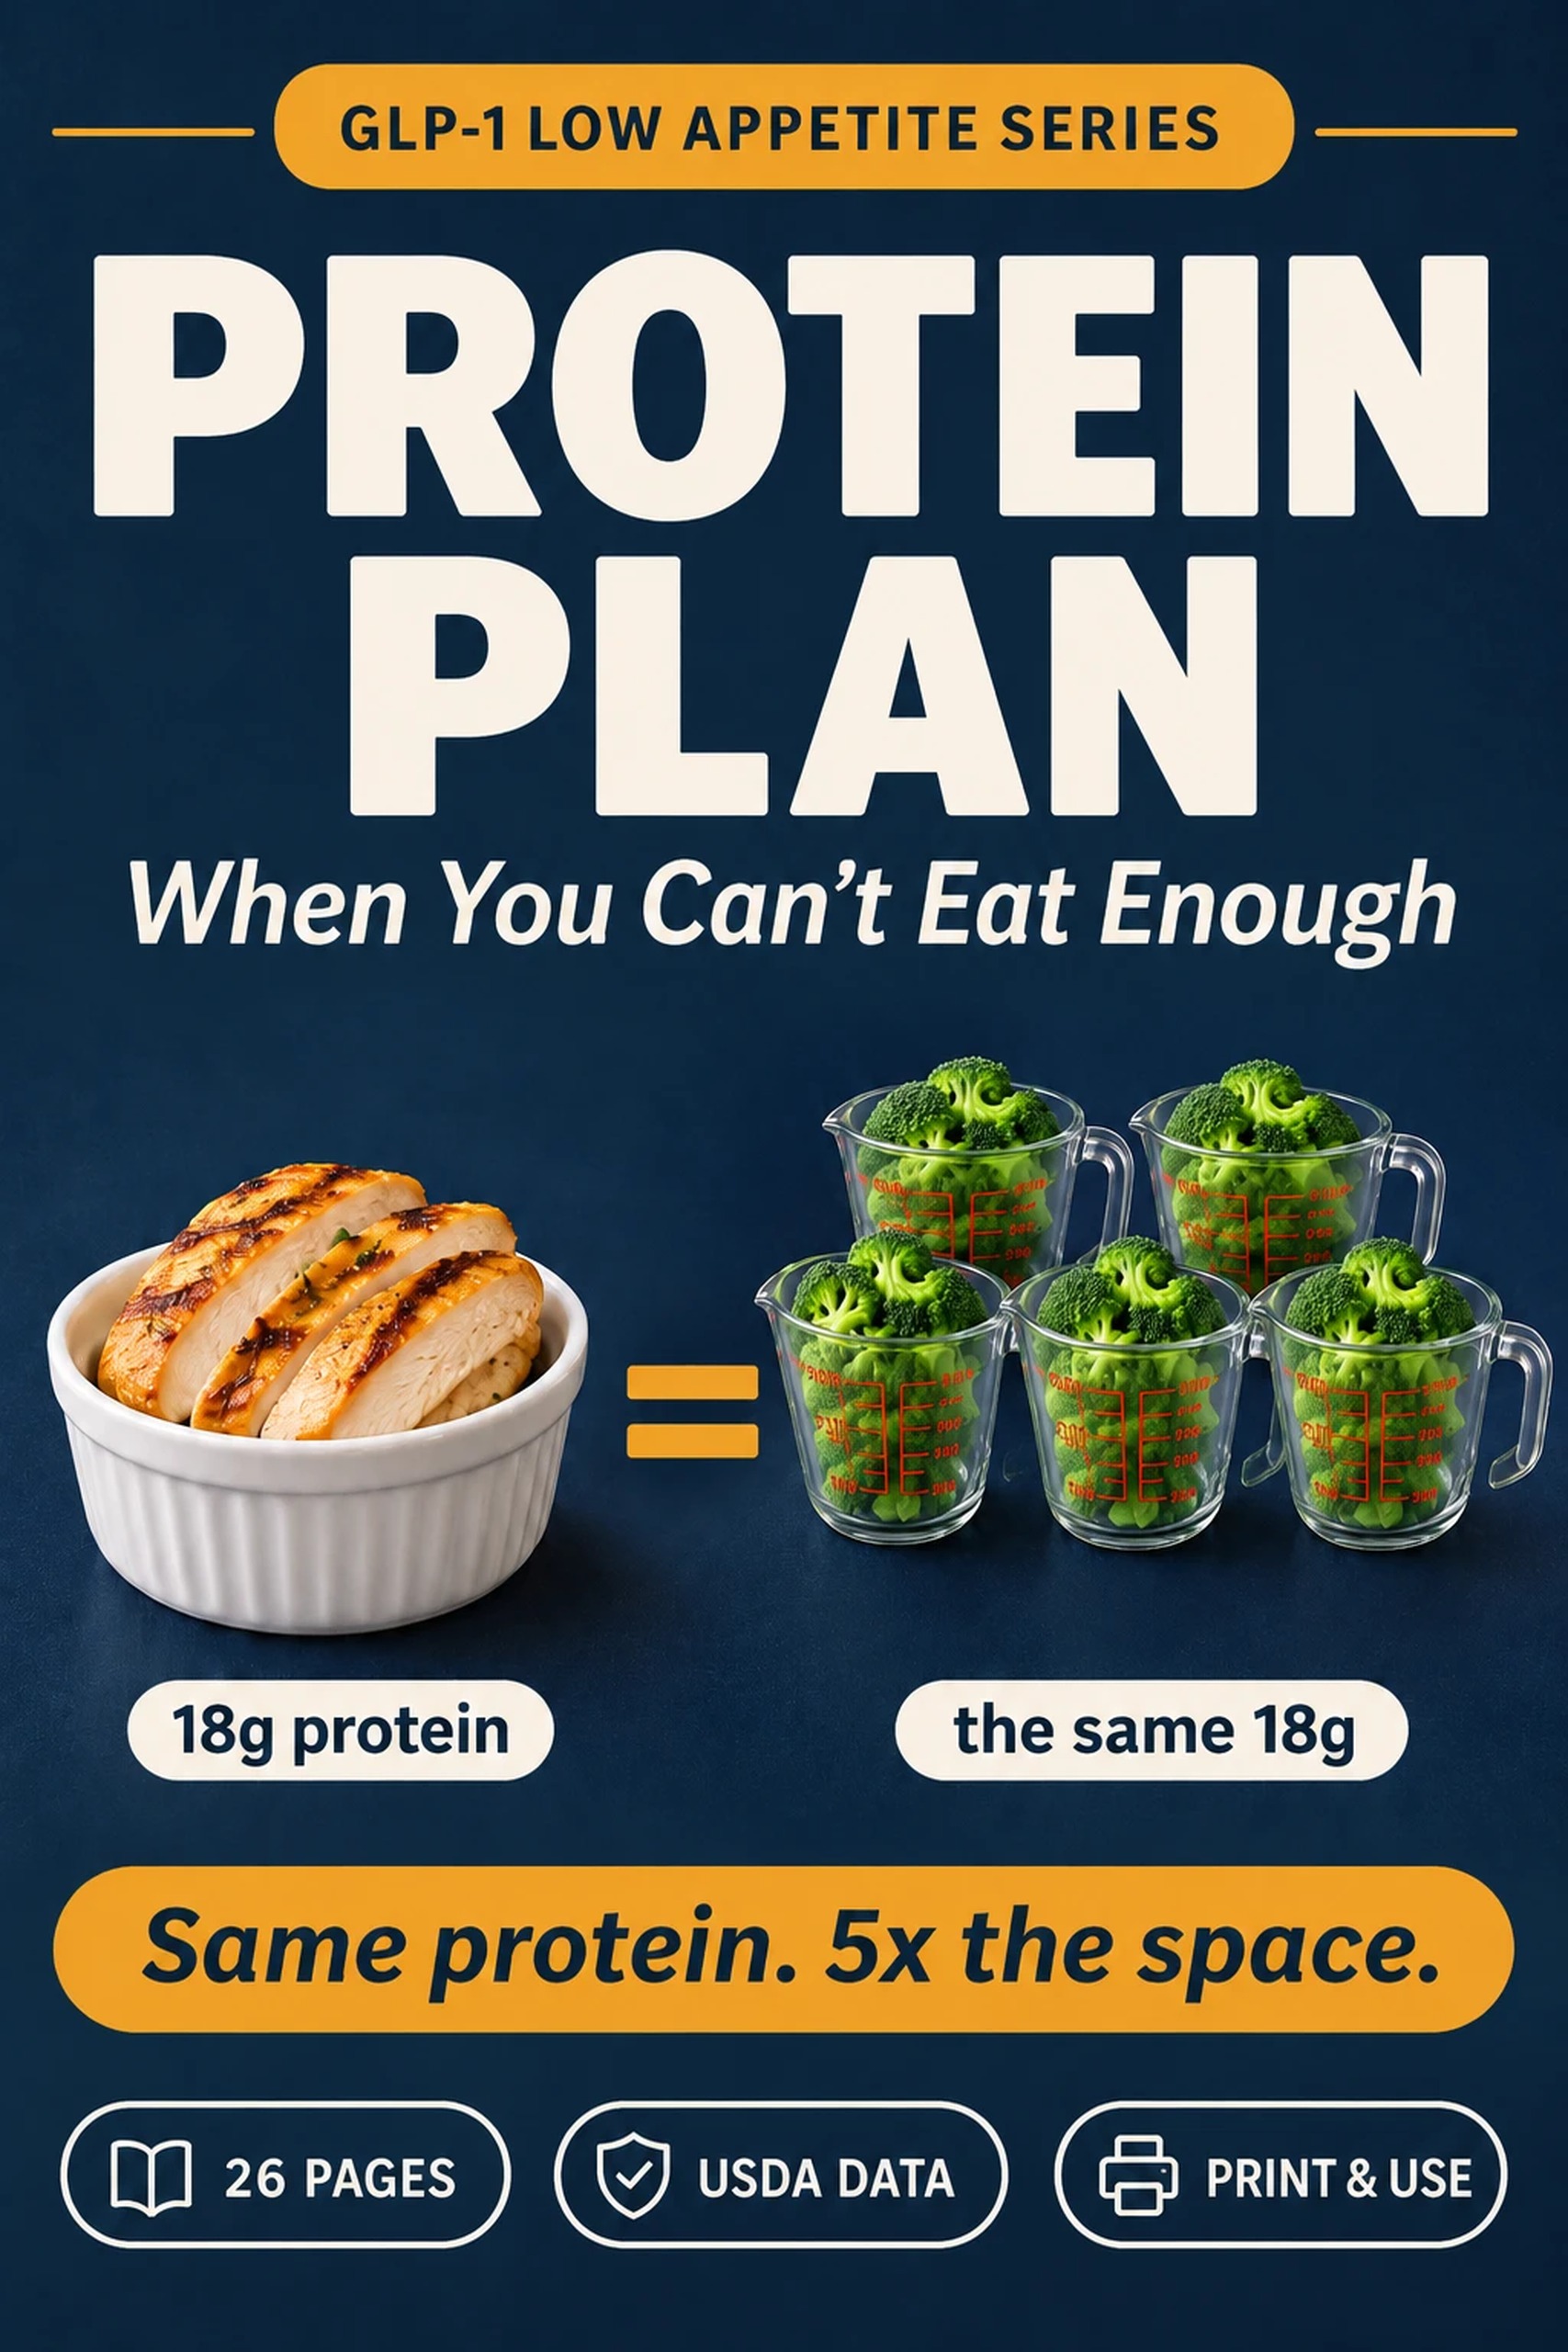 GLP-1 LOW APPETITE SERIES
PROTEIN
PLAN
When You Can't Eat Enough
18g protein
the same 18g
Same protein. 5x the space.
26 PAGES
USDA DATA
PRINT & USE